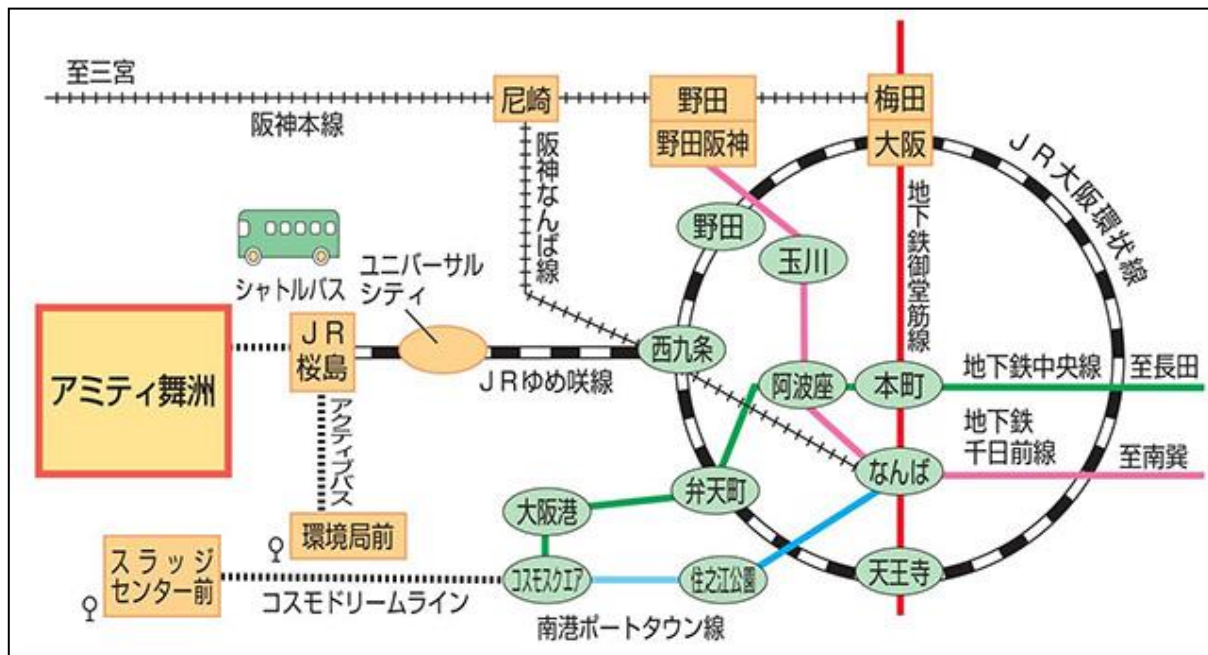 至三宮
阪神本線
尼崎
野田
野田阪神
梅田
大阪
JR大阪環状線
阪神なんば線
地下鉄御堂筋線
野田
玉川
シャトルバス
ユニバーサル
シティ
アミティ舞洲
JR
桜島
JRゆめ咲線
西九条
阿波座
本町
地下鉄中央線
至長田
地下鉄
千日前線
至南巽
なんば
アクティブバス
弁天町
大阪港
環境局前
スラッジ
センター前
コスモドリームライン
コスモスクエア
住之江公園
天王寺
南港ポートタウン線